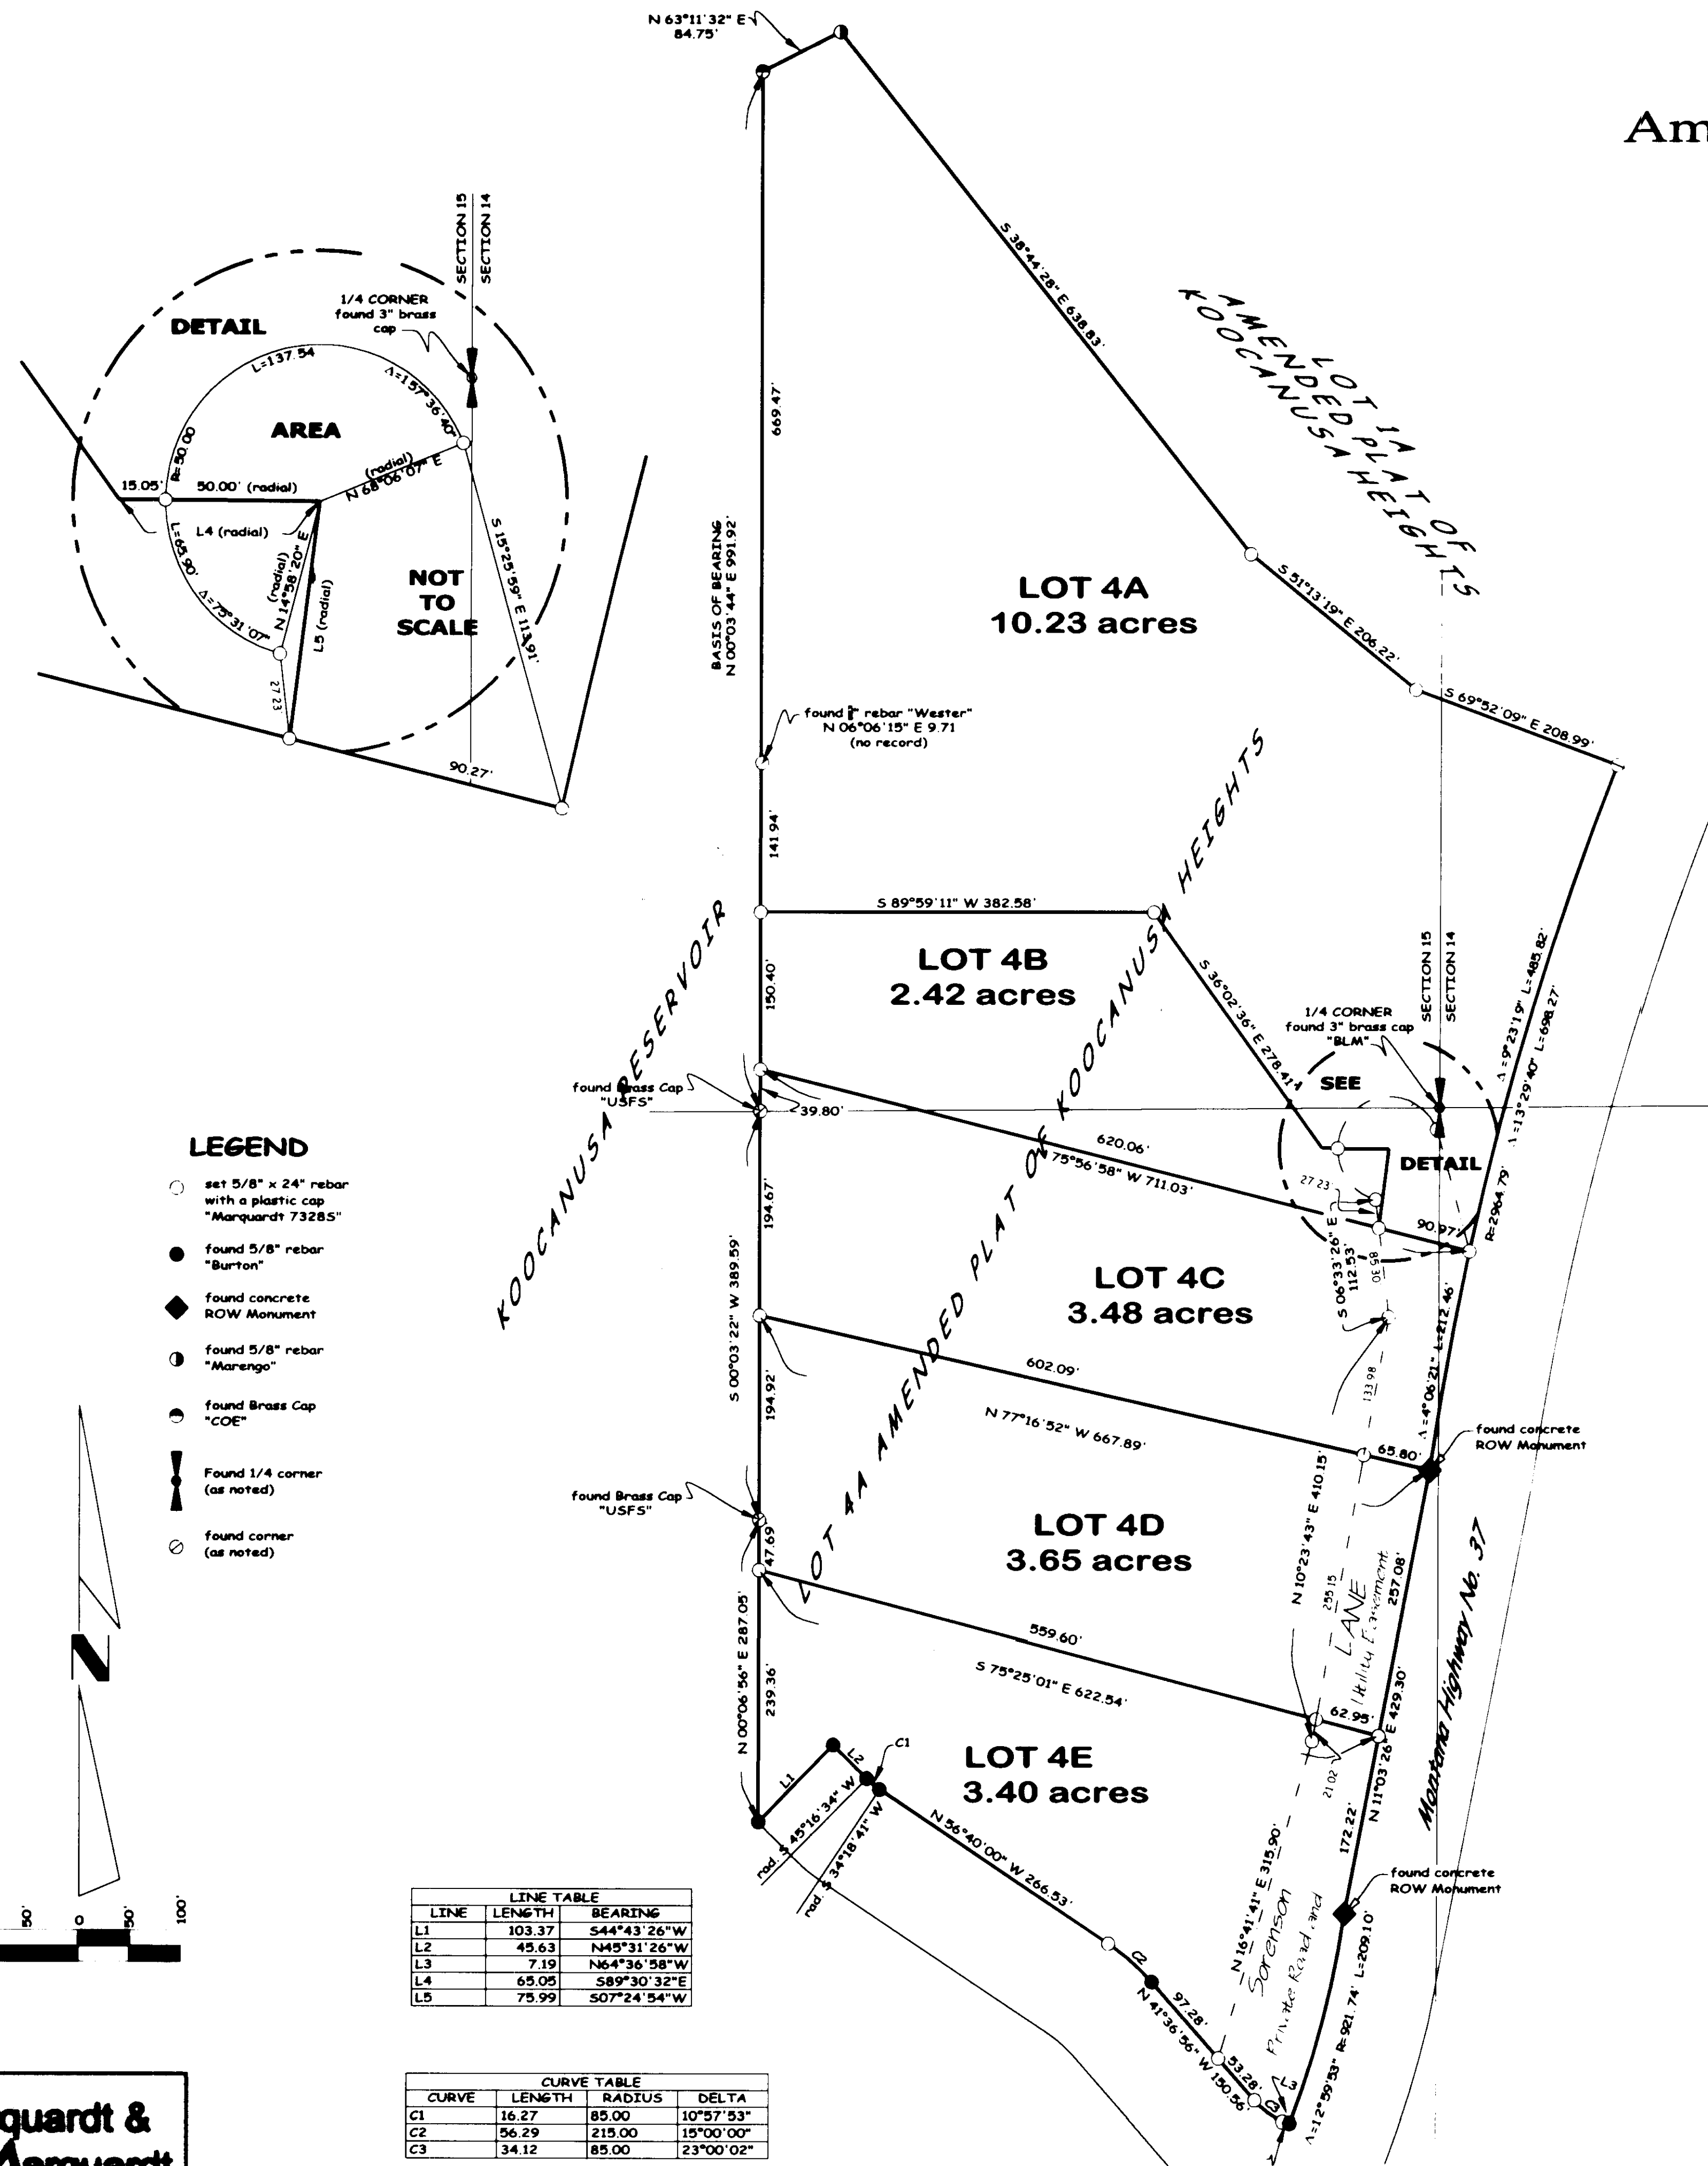 N 63°11'32" E
84.75'
Am
SECTION 15
SECTION 14
1/4 CORNER
found 3" brass
cap
DETAIL
L=137.54
Δ=157°36'40"
AREA
R=50.00
(radial)
N 68°06'07" E
15.05'
50.00' (radial)
L4 (radial)
L=65.90'
Δ=75°31'07"
(radial)
N 14°58'20" E
L5 (radial)
S 15°25'59" E 113.91'
NOT
TO
SCALE
27.23
90.27'
S 38°44'28" E 638.83'
LOT 1A
AMENDED PLAT OF
KOOCANUSA HEIGHTS
669.47'
BASIS OF BEARING
N 00°03'44" E 991.92'
LOT 4A
10.23 acres
S 51°13'19" E 206.22'
S 69°52'09" E 208.99'
found rebar "Wester"
N 06°06'15" E 9.71
(no record)
141.94'
S 89°59'11" W 382.58'
LOT 4B
2.42 acres
150.40'
S 36°02'36" E 278.41'
SECTION 15
SECTION 14
1/4 CORNER
found 3" brass cap
"BLM"
SEE
DETAIL
Δ=9°23'19" L=485.82'
Δ=13°29'40" L=698.27'
R=2964.79'
KOOCANUSA RESERVOIR
LOT 4A AMENDED PLAT OF KOOCANUSA HEIGHTS
found Brass Cap
"USFS"
39.80'
620.06'
75°56'58" W 711.03'
27.23
90.97'
S 06°33'26" E
112.53'
85.30
194.67'
S 00°03'22" W 389.59'
LOT 4C
3.48 acres
Δ=4°06'21" L=212.46'
602.09'
N 77°16'52" W 667.89'
133.98
65.80'
found concrete
ROW Monument
194.92'
found Brass Cap
"USFS"
47.69'
LOT 4D
3.65 acres
N 10°23'43" E 410.15'
255.15
LANE
Utility Easement
257.08'
Montana Highway No. 37
559.60'
S 75°25'01" E 622.54'
62.95'
N 11°03'26" E 429.30'
N 00°06'56" E 287.05'
239.36'
21.02
L1
L2
C1
rad. S 45°16'34" W
rad. S 34°18'41" W
LOT 4E
3.40 acres
N 56°40'00" W 266.53'
172.22'
found concrete
ROW Monument
N 16°41'41" E 315.90'
Sorenson
Private Road and
C2
97.28'
N 41°36'56" W 150.56'
53.28'
L3
C3
Δ=12°59'53" R=921.74' L=209.10'
LEGEND
set 5/8" x 24" rebar
with a plastic cap
"Marquardt 7328S"
found 5/8" rebar
"Burton"
found concrete
ROW Monument
found 5/8" rebar
"Marengo"
found Brass Cap
"COE"
Found 1/4 corner
(as noted)
found corner
(as noted)
N
50' 0 50' 100'
LINE TABLE
LINE LENGTH BEARING
L1 103.37 S44°43'26"W
L2 45.63 N45°31'26"W
L3 7.19 N64°36'58"W
L4 65.05 S89°30'32"E
L5 75.99 S07°24'54"W
CURVE TABLE
CURVE LENGTH RADIUS DELTA
C1 16.27 85.00 10°57'53"
C2 56.29 215.00 15°00'00"
C3 34.12 85.00 23°00'02"
quardt &
Marquardt